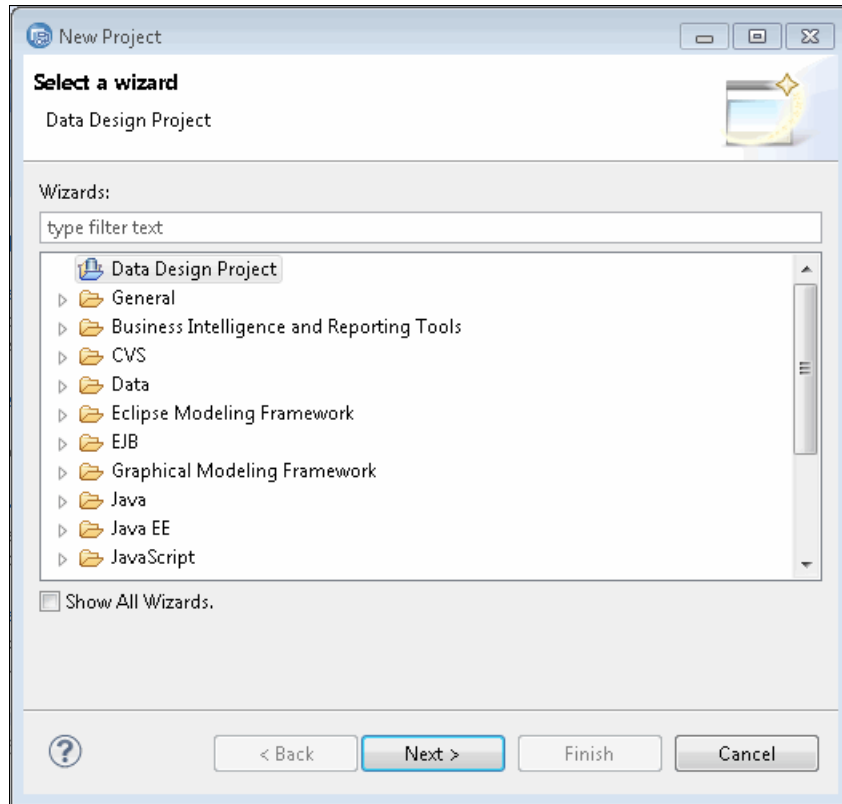 New Project
Select a wizard
Data Design Project
Wizards:
type filter text
Data Design Project
General
Business Intelligence and Reporting Tools
CVS
Data
Eclipse Modeling Framework
EJB
Graphical Modeling Framework
Java
Java EE
JavaScript
Show All Wizards.
? < Back Next > Finish Cancel